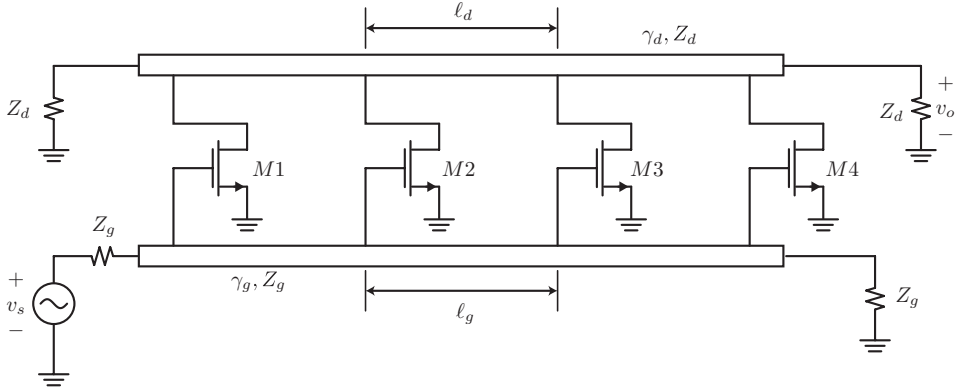 ℓ_d
γ_d, Z_d
Z_d
Z_d
+
v_o
−
M1
M2
M3
M4
Z_g
+
v_s
−
γ_g, Z_g
ℓ_g
Z_g